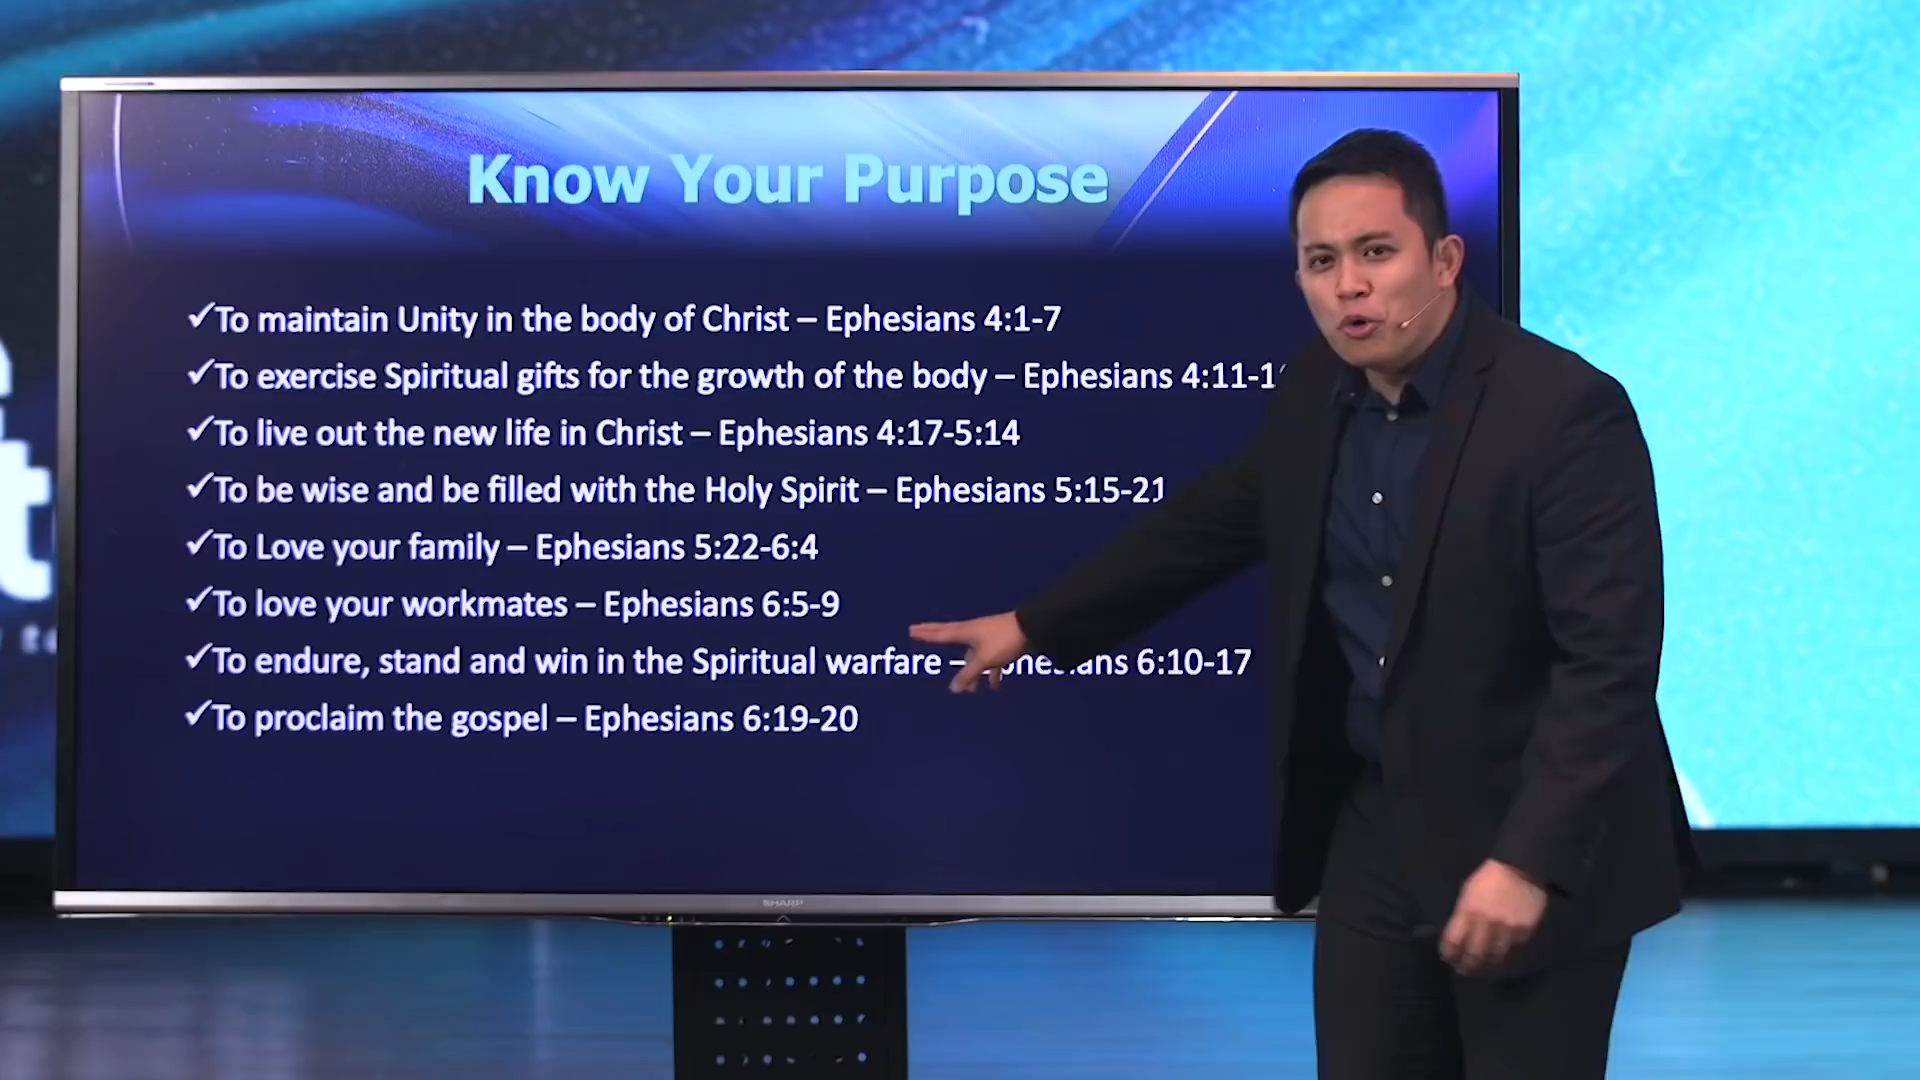 Know Your Purpose
✓To maintain Unity in the body of Christ – Ephesians 4:1-7
✓To exercise Spiritual gifts for the growth of the body – Ephesians
✓To live out the new life in Christ – Ephesians 4:17-5:14
✓To be wise and be filled with the Holy Spirit – Ephesians 5:15-21
✓To Love your family – Ephesians 5:22-6:4
✓To love your workmates – Ephesians 6:5-9
✓To endure, stand and win in the Spiritual warfare – Ephesians 6:10-17
✓To proclaim the gospel – Ephesians 6:19-20
SHARP